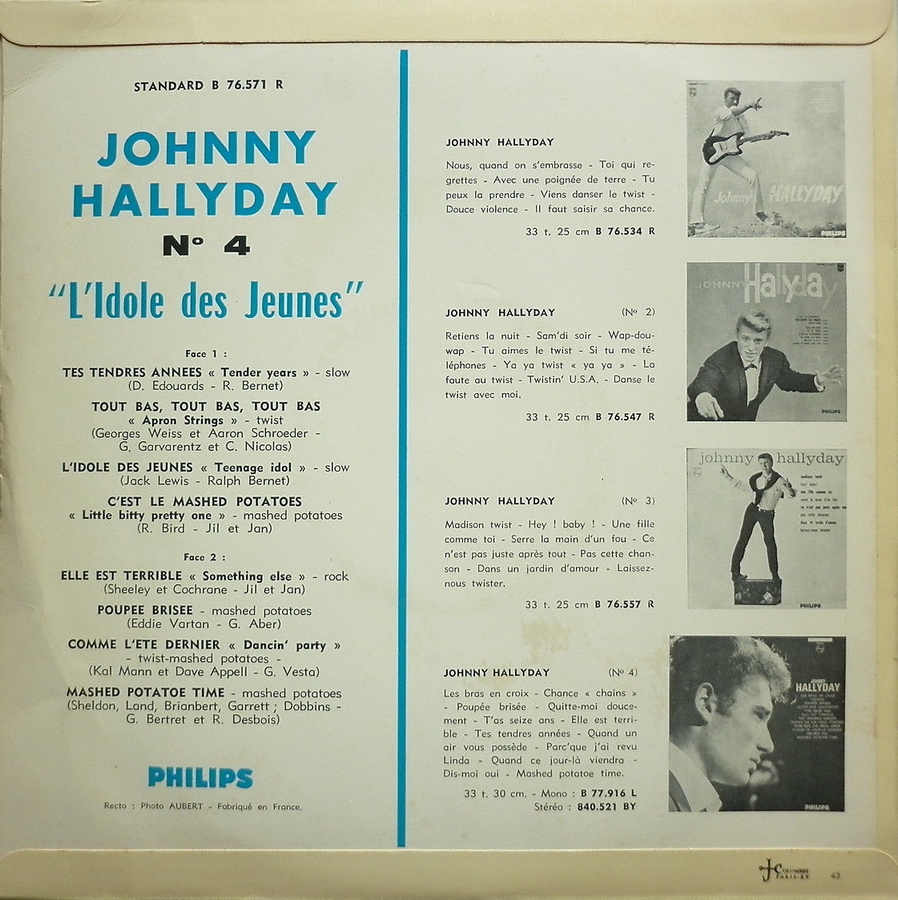 STANDARD B 76.571 R
JOHNNY
HALLYDAY
Nº 4
"L'Idole des Jeunes"
Face 1 :
TES TENDRES ANNEES « Tender years » - slow
(D. Edouards - R. Bernet)
TOUT BAS, TOUT BAS, TOUT BAS
« Apron Strings » - twist
(Georges Weiss et Aaron Schroeder -
G. Garvarentz et C. Nicolas)
L'IDOLE DES JEUNES « Teenage idol » - slow
(Jack Lewis - Ralph Bernet)
C'EST LE MASHED POTATOES
« Little bitty pretty one » - mashed potatoes
(R. Bird - Jil et Jan)
Face 2 :
ELLE EST TERRIBLE « Something else » - rock
(Sheeley et Cochrane - Jil et Jan)
POUPEE BRISEE - mashed potatoes
(Eddie Vartan - G. Aber)
COMME L'ETE DERNIER « Dancin' party »
- twist-mashed potatoes -
(Kal Mann et Dave Appell - G. Vesta)
MASHED POTATOE TIME - mashed potatoes
(Sheldon, Land, Brianbert, Garrett ; Dobbins -
G. Bertret et R. Desbois)
PHILIPS
Recto : Photo AUBERT - Fabriqué en France.
JOHNNY HALLYDAY
Nous, quand on s'embrasse - Toi qui re-
grettes - Avec une poignée de terre - Tu
peux la prendre - Viens danser le twist -
Douce violence - Il faut saisir sa chance.
33 t. 25 cm B 76.534 R
Johnny HALLYDAY
PHILIPS
JOHNNY HALLYDAY (Nº 2)
Retiens la nuit - Sam'di soir - Wap-dou-
wap - Tu aimes le twist - Si tu me té-
léphones - Ya ya twist « ya ya » - La
faute au twist - Twistin' U.S.A. - Danse le
twist avec moi.
33 t. 25 cm B 76.547 R
JOHNNY Hallyday
PHILIPS
JOHNNY HALLYDAY (Nº 3)
Madison twist - Hey ! baby ! - Une fille
comme toi - Serre la main d'un fou - Ce
n'est pas juste après tout - Pas cette chan-
son - Dans un jardin d'amour - Laissez-
nous twister.
33 t. 25 cm B 76.557 R
johnny hallyday
PHILIPS
JOHNNY HALLYDAY (Nº 4)
Les bras en croix - Chance « chains »
- Poupée brisée - Quitte-moi douce-
ment - T'as seize ans - Elle est terri-
ble - Tes tendres années - Quand un
air vous possède - Parc'que j'ai revu
Linda - Quand ce jour-là viendra -
Dis-moi oui - Mashed potatoe time.
33 t. 30 cm. - Mono : B 77.916 L
Stéréo : 840.521 BY
JOHNNY
HALLYDAY
PHILIPS
43